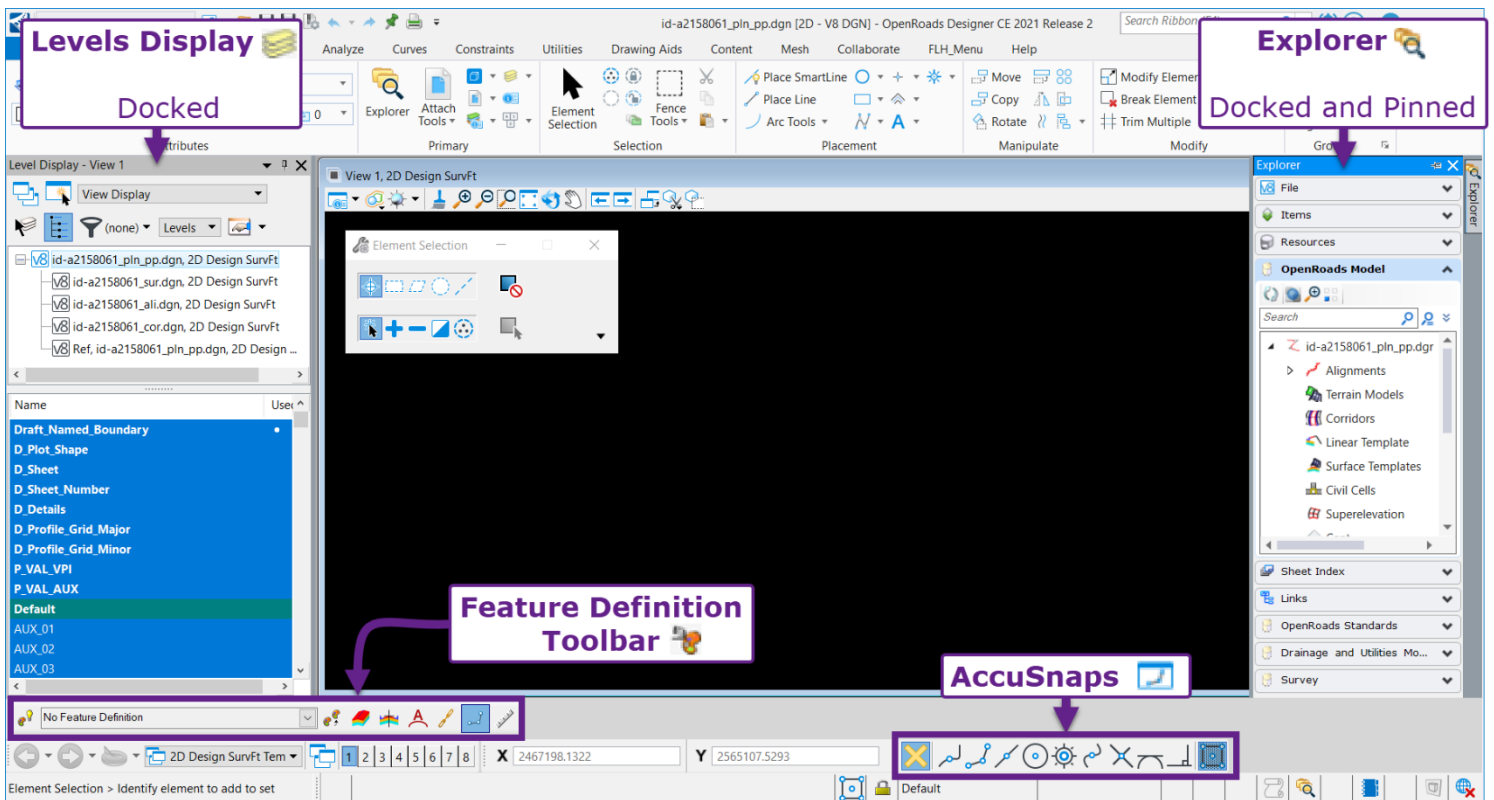 id-a2158061_pln_pp.dgn [2D - V8 DGN] - OpenRoads Designer CE 2021 Release 2
Levels Display
Docked
Explorer
Docked and Pinned
Analyze Curves Constraints Utilities Drawing Aids Content Mesh Collaborate FLH_Menu Help
Place SmartLine Move
Explorer Attach Tools Element Selection Fence Tools
Place Line Copy Break Element
0 Arc Tools Rotate Trim Multiple
Primary Selection Placement Manipulate Modify
Level Display - View 1
View Display
(none) Levels
id-a2158061_pln_pp.dgn, 2D Design SurvFt
id-a2158061_sur.dgn, 2D Design SurvFt
id-a2158061_ali.dgn, 2D Design SurvFt
id-a2158061_cor.dgn, 2D Design SurvFt
Ref, id-a2158061_pln_pp.dgn, 2D Design ...
Name
Draft_Named_Boundary
D_Plot_Shape
D_Sheet
D_Sheet_Number
D_Details
D_Profile_Grid_Major
D_Profile_Grid_Minor
P_VAL_VPI
P_VAL_AUX
Default
AUX_01
AUX_02
AUX_03
View 1, 2D Design SurvFt
Element Selection
Feature Definition
Toolbar
AccuSnaps
Explorer
Explorer
File
Items
Resources
OpenRoads Model
Search
id-a2158061_pln_pp.dgr
Alignments
Terrain Models
Corridors
Linear Template
Surface Templates
Civil Cells
Superelevation
Sheet Index
Links
OpenRoads Standards
Drainage and Utilities Mo...
Survey
No Feature Definition
2D Design SurvFt Tem 1 2 3 4 5 6 7 8 X 2467198.1322 Y 2565107.5293
Element Selection > Identify element to add to set Default